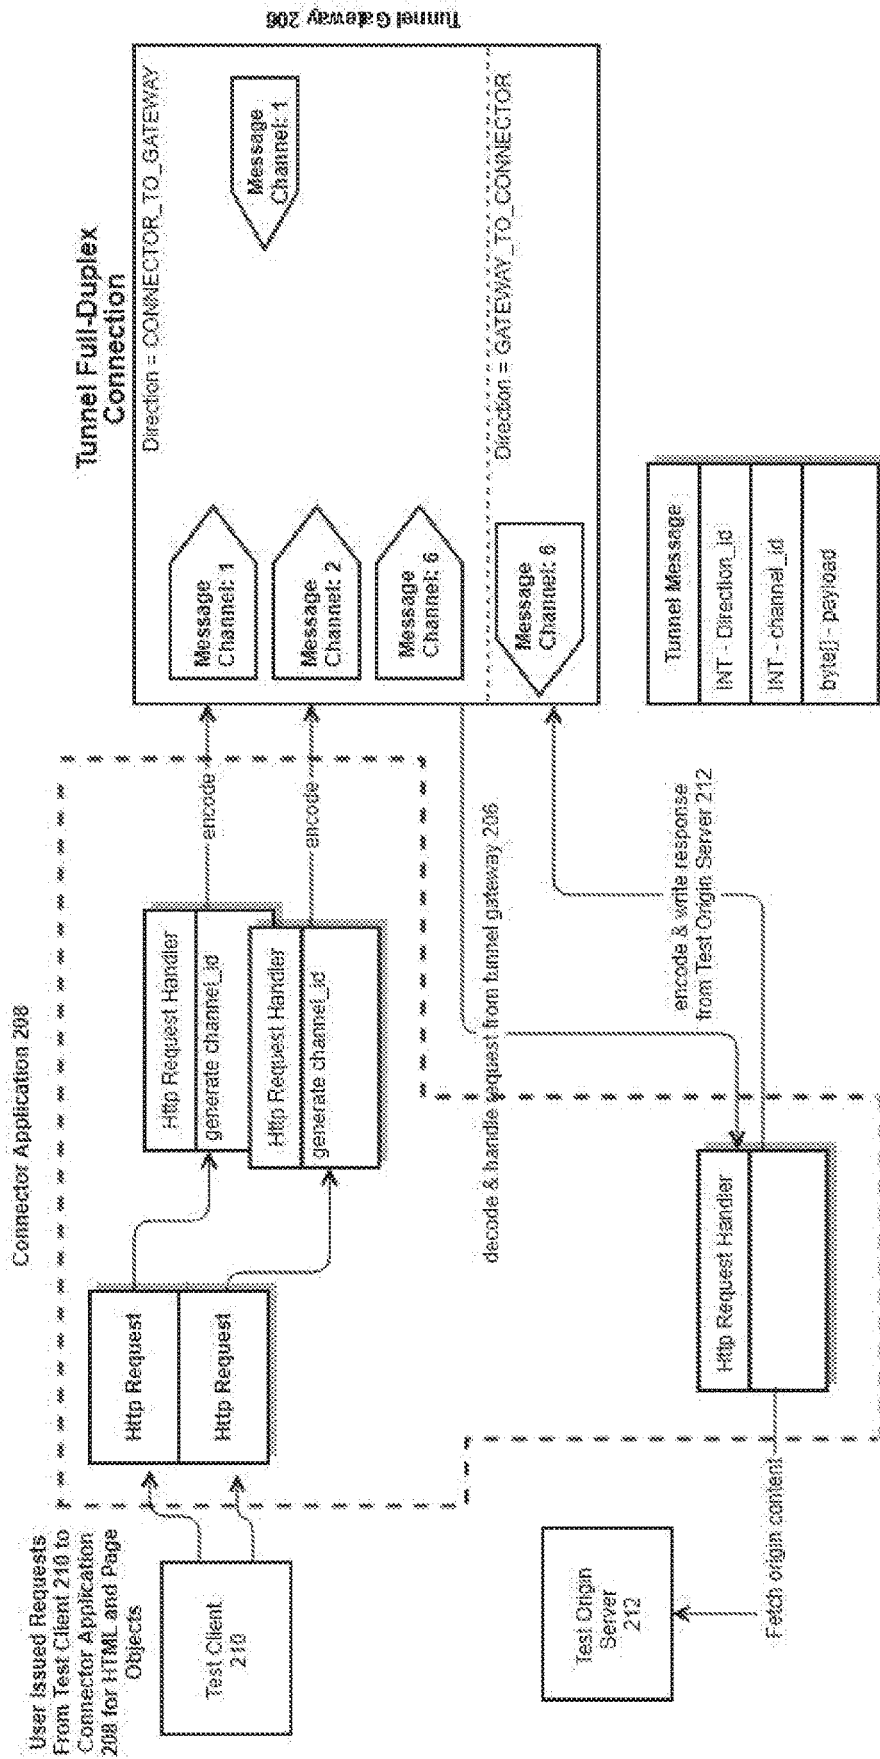 Connector Application 208
User Issued Requests
From Test Client 210 to
Connector Application
208 for HTML and Page
Objects
Test Client
210
Http Request
Http Request
Http Request Handler
generate channel_id
Http Request Handler
generate channel_id
encode
encode
Tunnel Full-Duplex
Connection
Direction = CONNECTOR_TO_GATEWAY
Message
Channel: 1
Message
Channel: 2
Message
Channel: 6
Message
Channel: 1
Direction = GATEWAY_TO_CONNECTOR
Message
Channel: 6
Tunnel Gateway 206
decode & handle request from tunnel gateway 206
encode & write response
from Test Origin Server 212
Http Request Handler
Test Origin
Server
212
Fetch origin content
Tunnel Message
INT - Direction_id
INT - channel_id
byte[] - payload